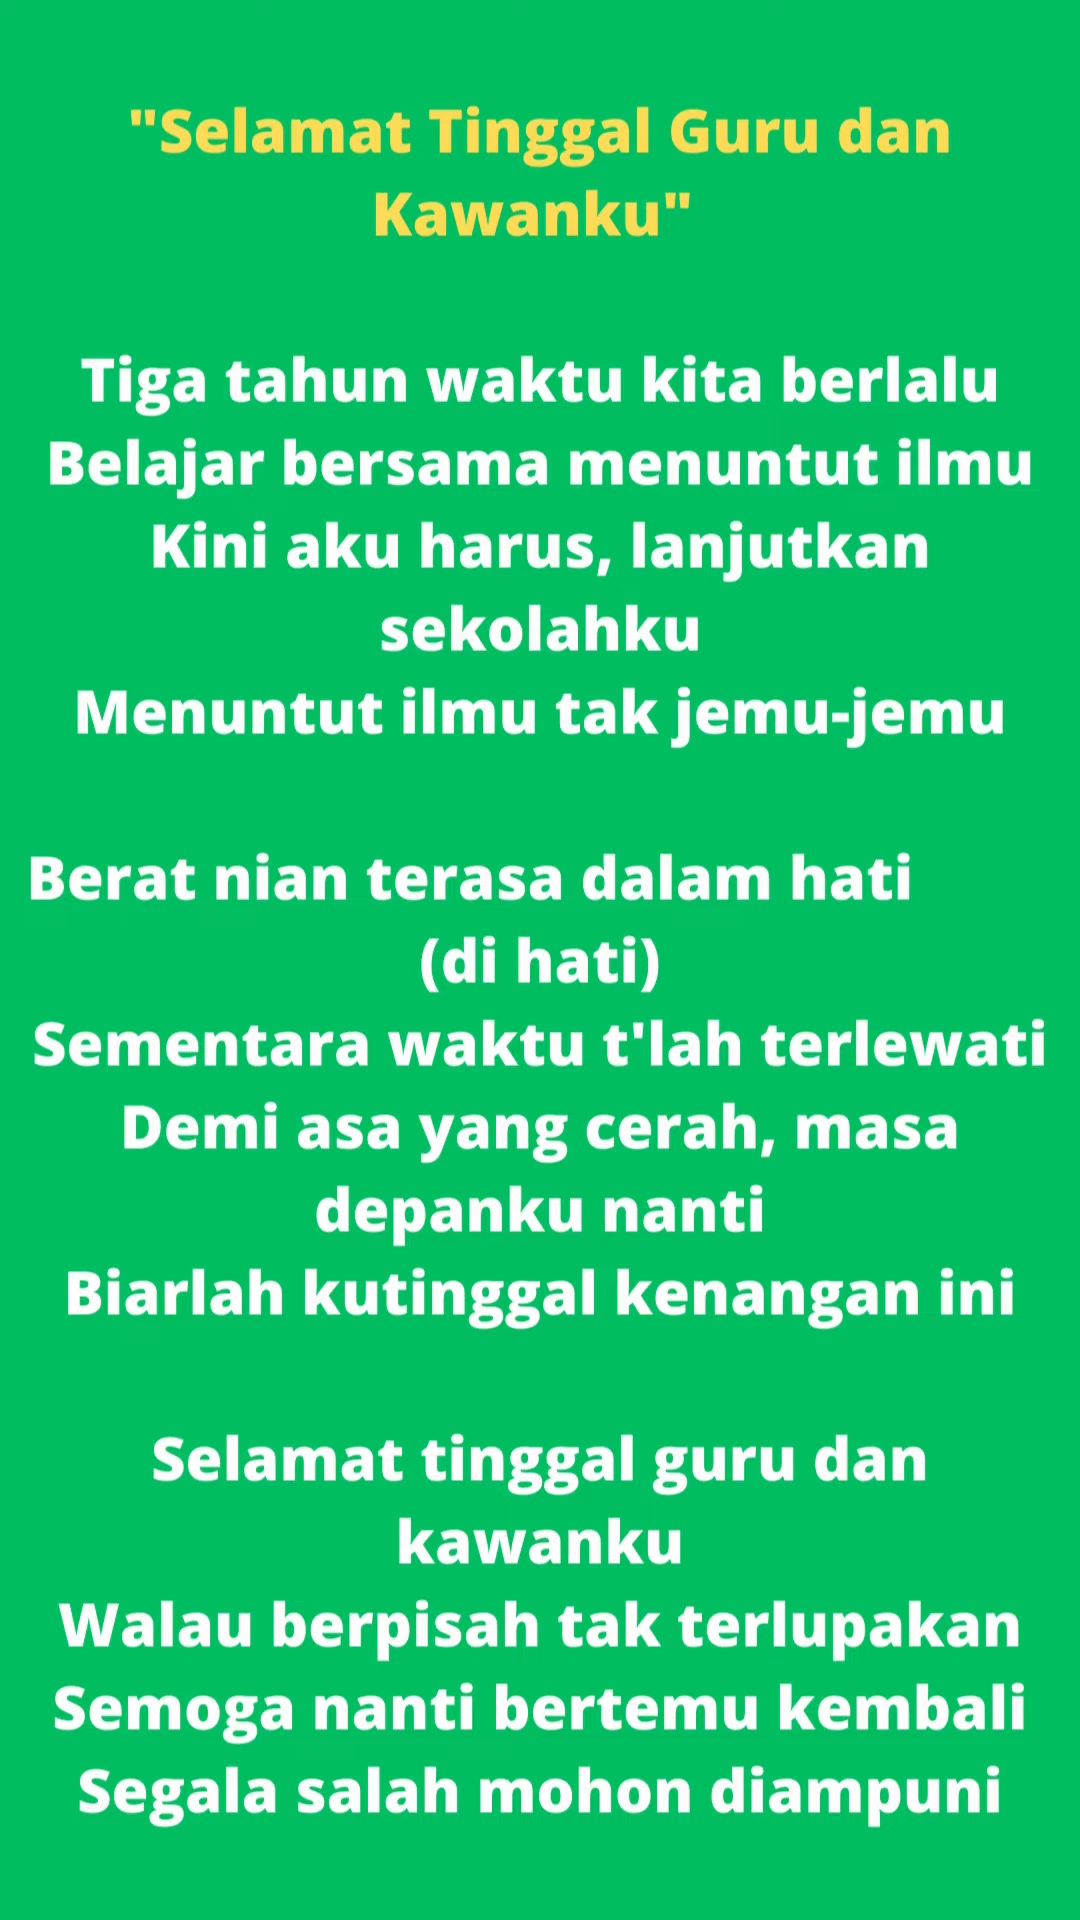 "Selamat Tinggal Guru dan
Kawanku"
Tiga tahun waktu kita berlalu
Belajar bersama menuntut ilmu
Kini aku harus, lanjutkan
sekolahku
Menuntut ilmu tak jemu-jemu
Berat nian terasa dalam hati
(di hati)
Sementara waktu t'lah terlewati
Demi asa yang cerah, masa
depanku nanti
Biarlah kutinggal kenangan ini
Selamat tinggal guru dan
kawanku
Walau berpisah tak terlupakan
Semoga nanti bertemu kembali
Segala salah mohon diampuni